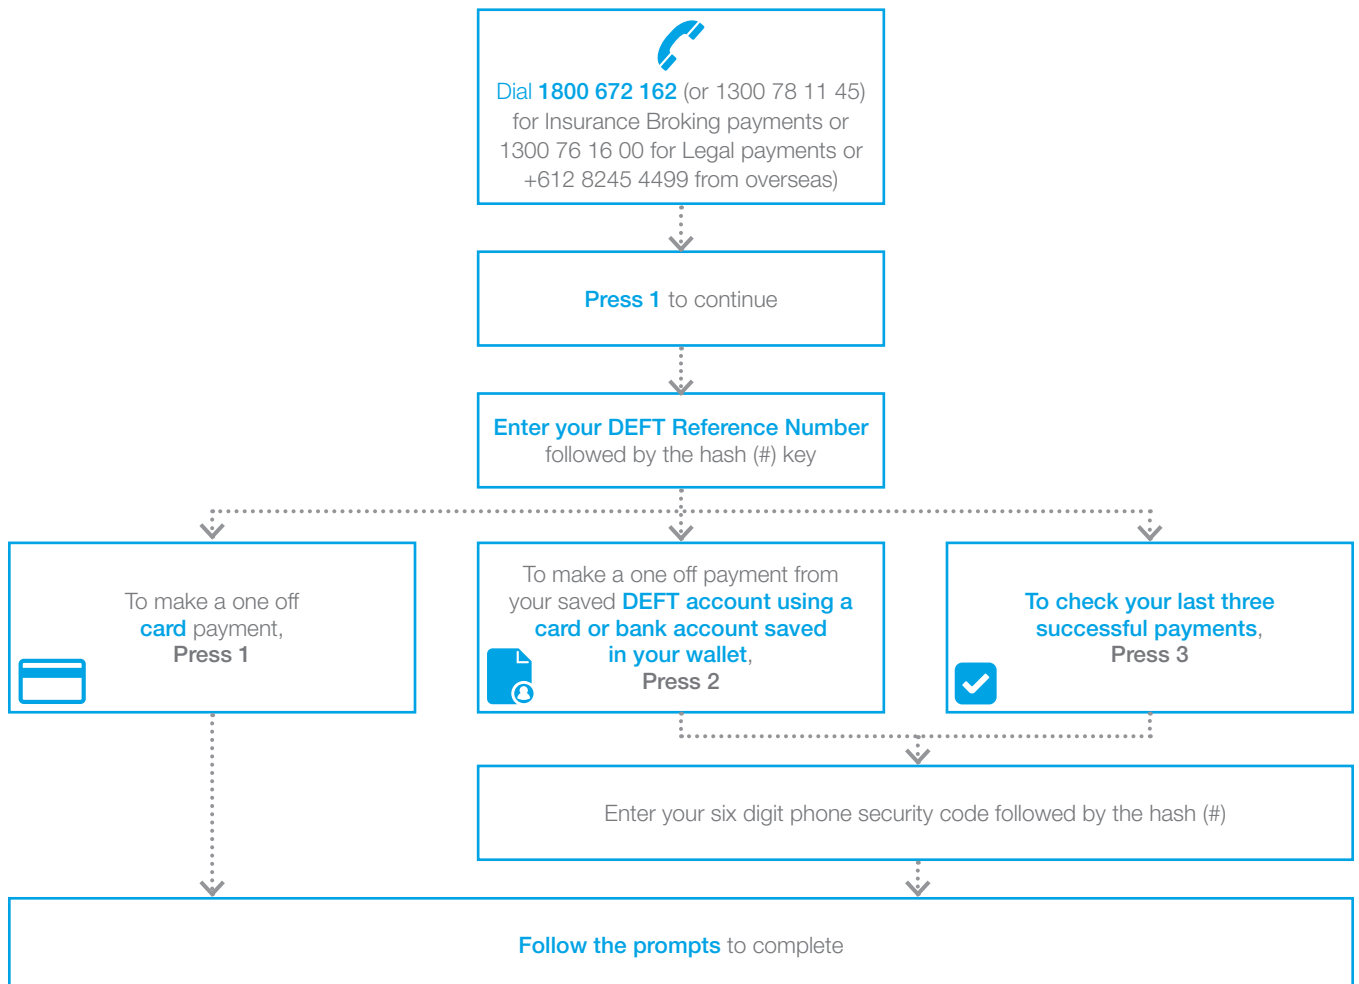 Dial 1800 672 162 (or 1300 78 11 45)
for Insurance Broking payments or
1300 76 16 00 for Legal payments or
+612 8245 4499 from overseas)
Press 1 to continue
Enter your DEFT Reference Number
followed by the hash (#) key
To make a one off
card payment,
Press 1
To make a one off payment from
your saved DEFT account using a
card or bank account saved
in your wallet,
Press 2
To check your last three
successful payments,
Press 3
Enter your six digit phone security code followed by the hash (#)
Follow the prompts to complete